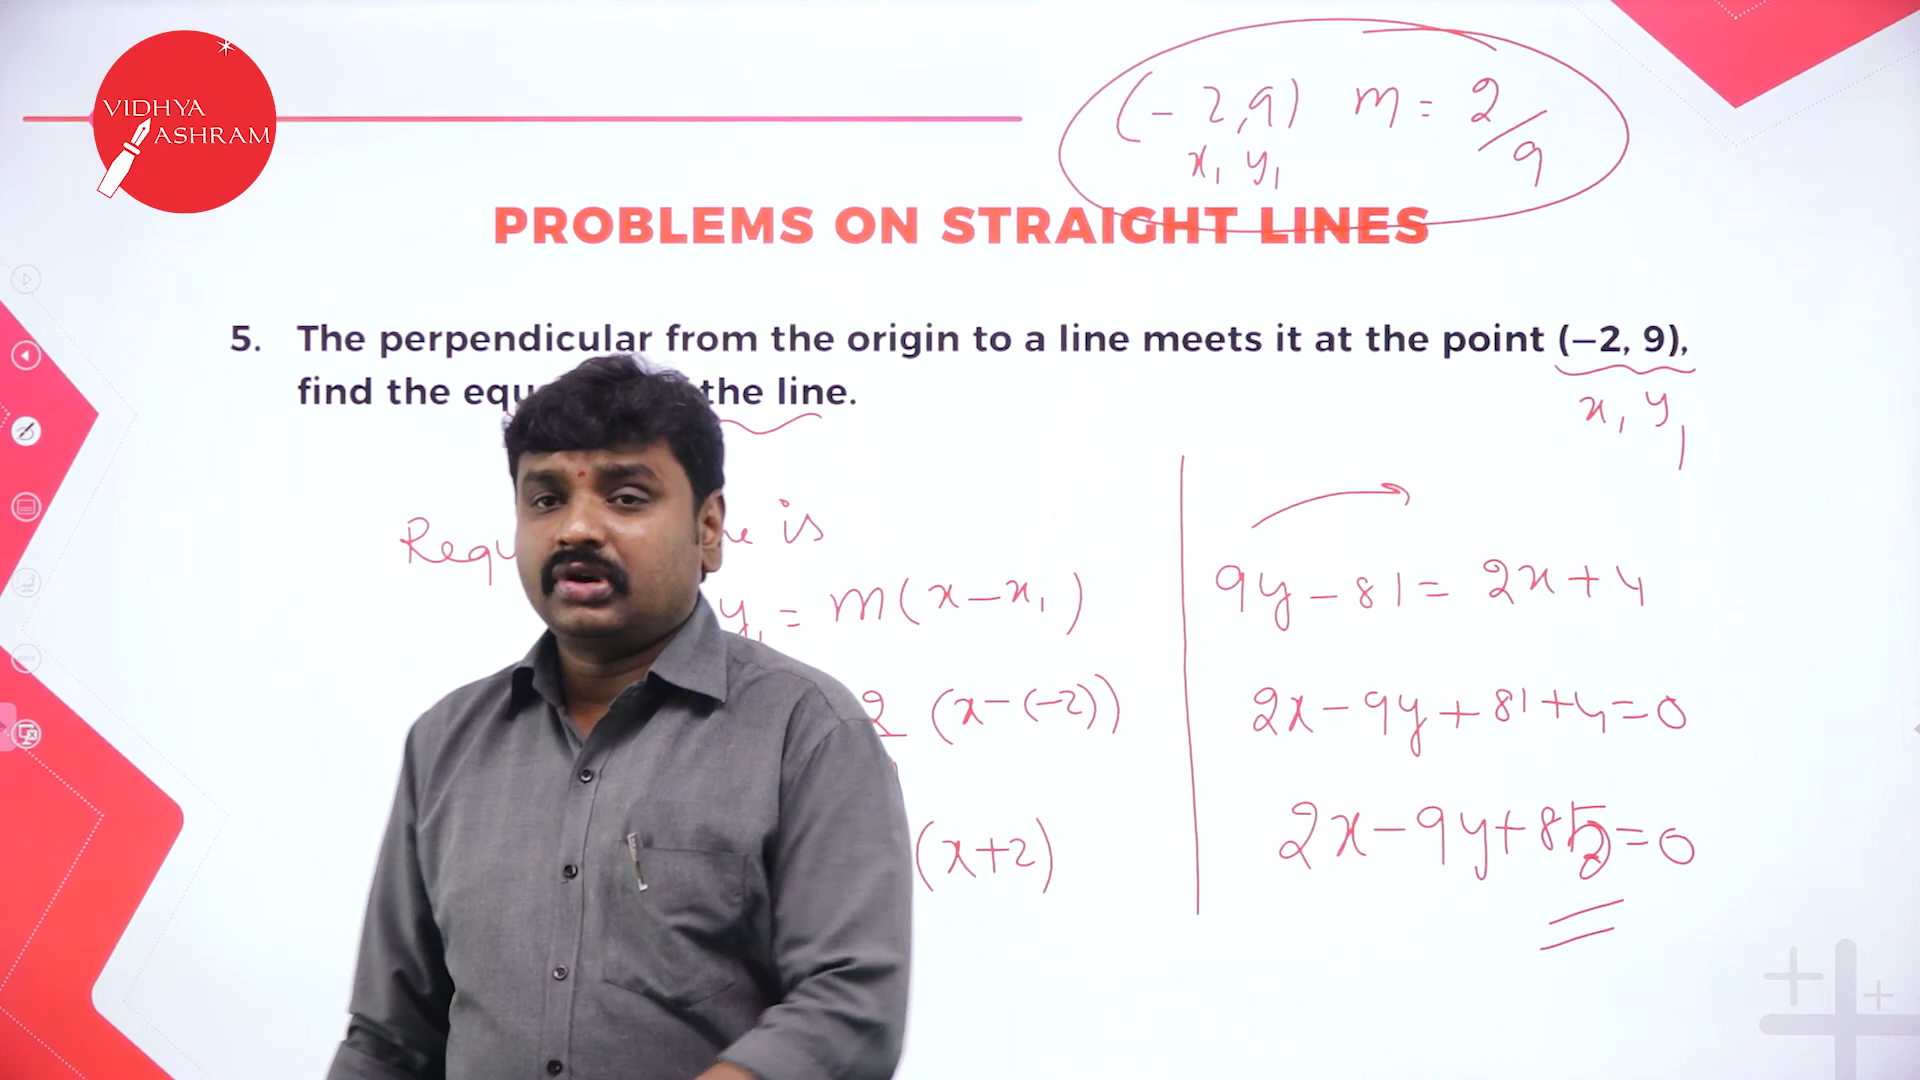 VIDHYA
ASHRAM
(-2,9) m = 2/9
x₁ y₁
PROBLEMS ON STRAIGHT LINES
5. The perpendicular from the origin to a line meets it at the point (−2, 9),
find the the line.
x₁ y₁
is
y₁ = m(x-x₁)
2 (x-(-2))
(x+2)
9y-81= 2x+4
2x-9y+81+4=0
2x-9y+85=0